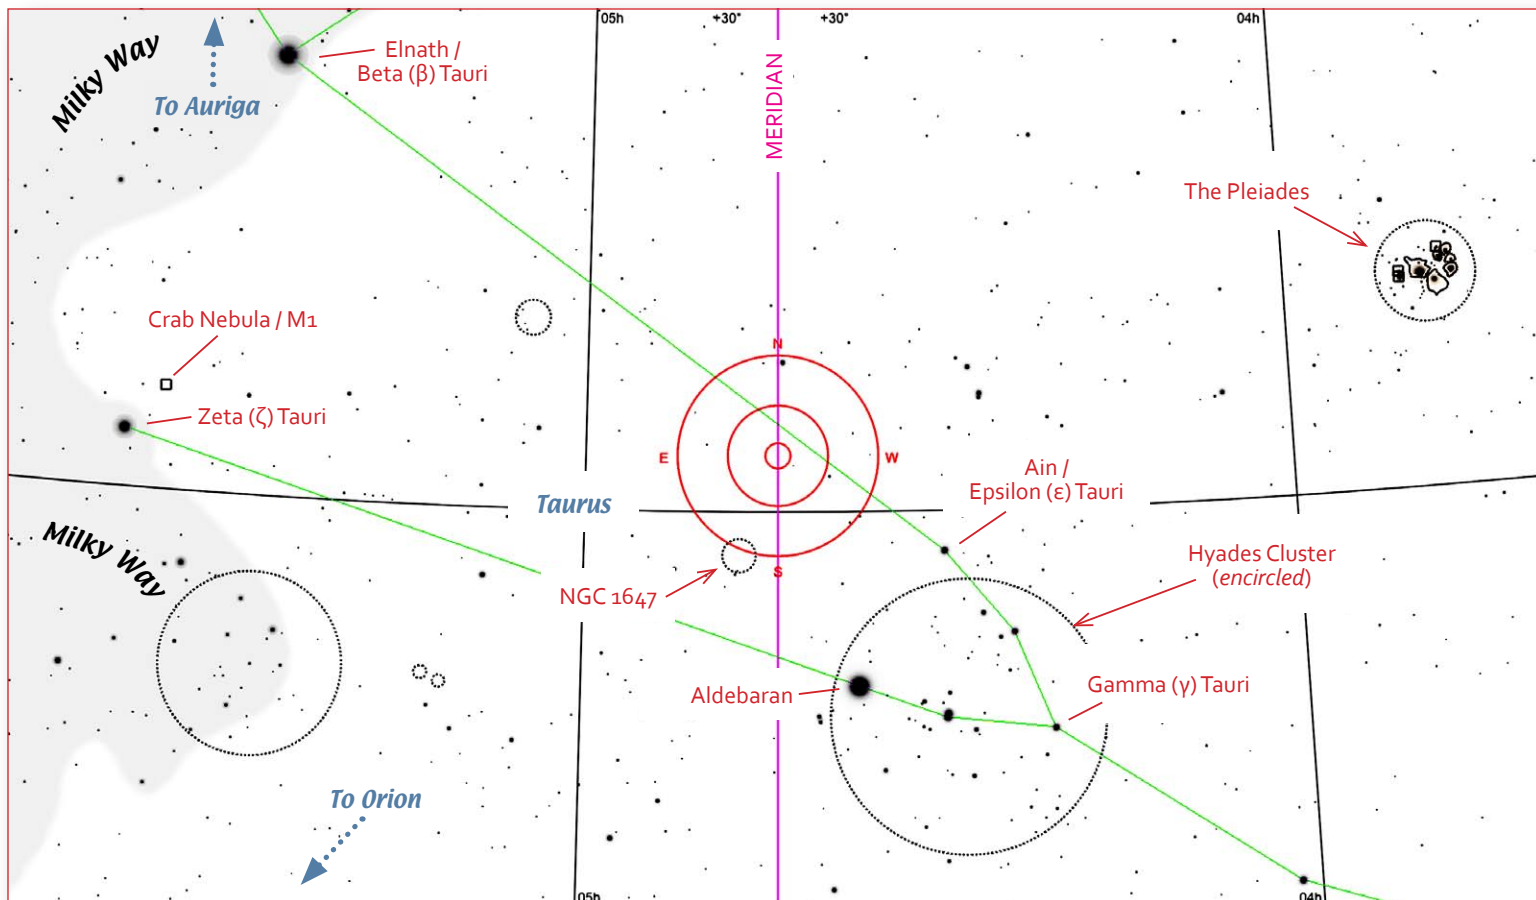 05h
+30°
+30°
04h
Milky Way
Elnath /
Beta (β) Tauri
To Auriga
MERIDIAN
The Pleiades
Crab Nebula / M1
N
Zeta (ζ) Tauri
E
W
Ain /
Epsilon (ε) Tauri
Taurus
Milky Way
Hyades Cluster
(encircled)
S
NGC 1647
Aldebaran
Gamma (γ) Tauri
To Orion
05h
04h